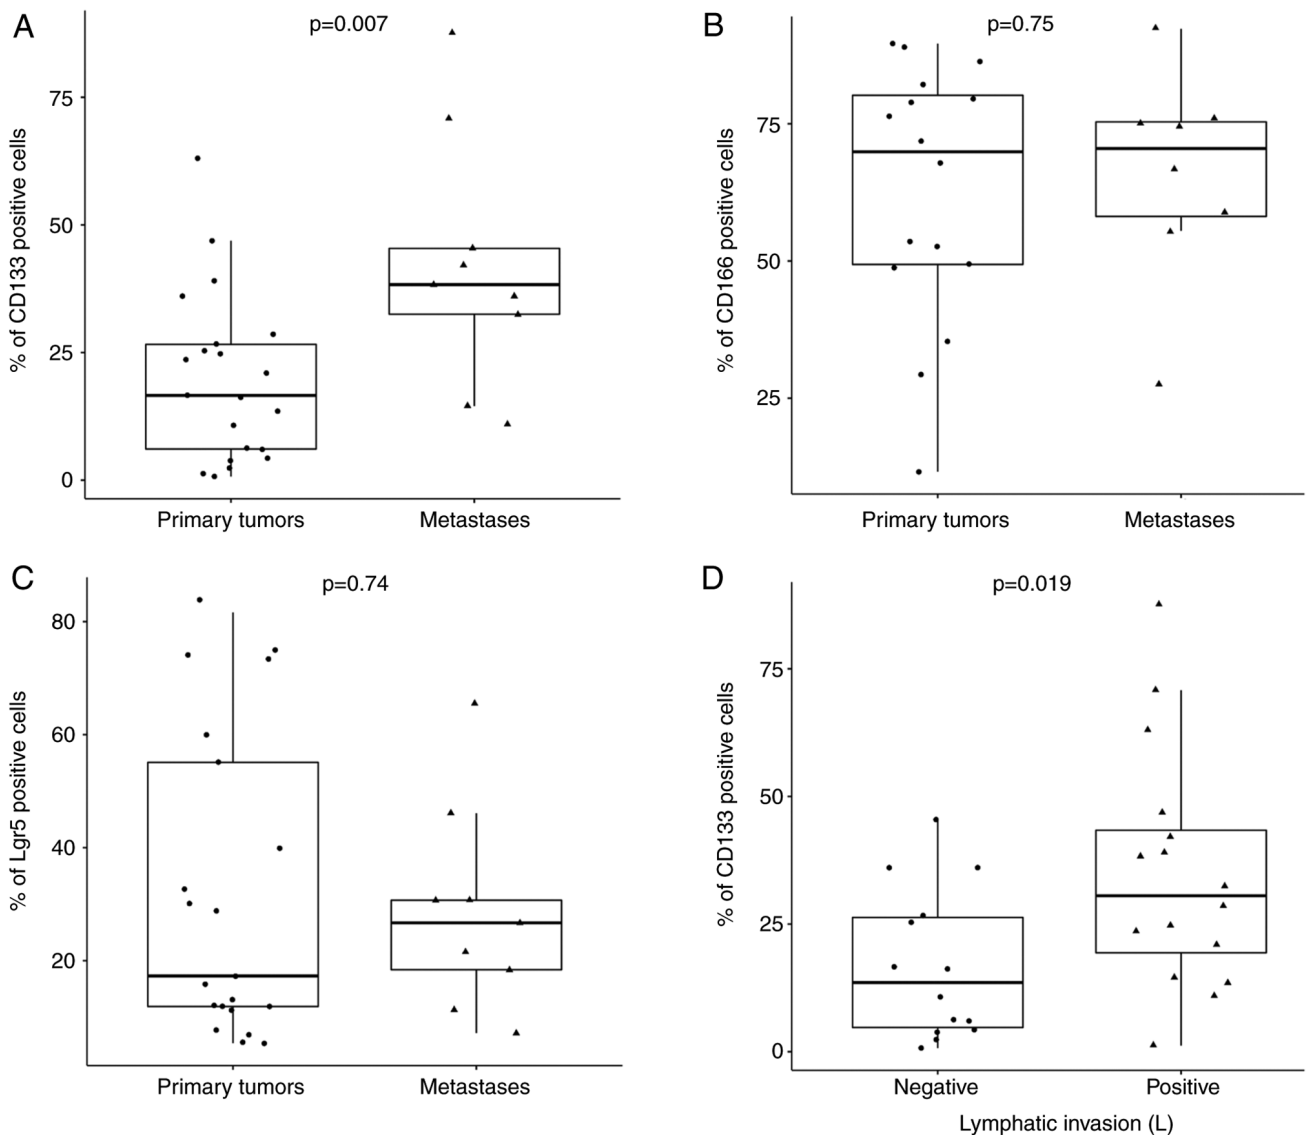 A
p=0.007
% of CD133 positive cells
75
50
25
0
Primary tumors
Metastases
B
p=0.75
% of CD166 positive cells
75
50
25
Primary tumors
Metastases
C
p=0.74
% of Lgr5 positive cells
80
60
40
20
Primary tumors
Metastases
D
p=0.019
% of CD133 positive cells
75
50
25
0
Negative
Positive
Lymphatic invasion (L)